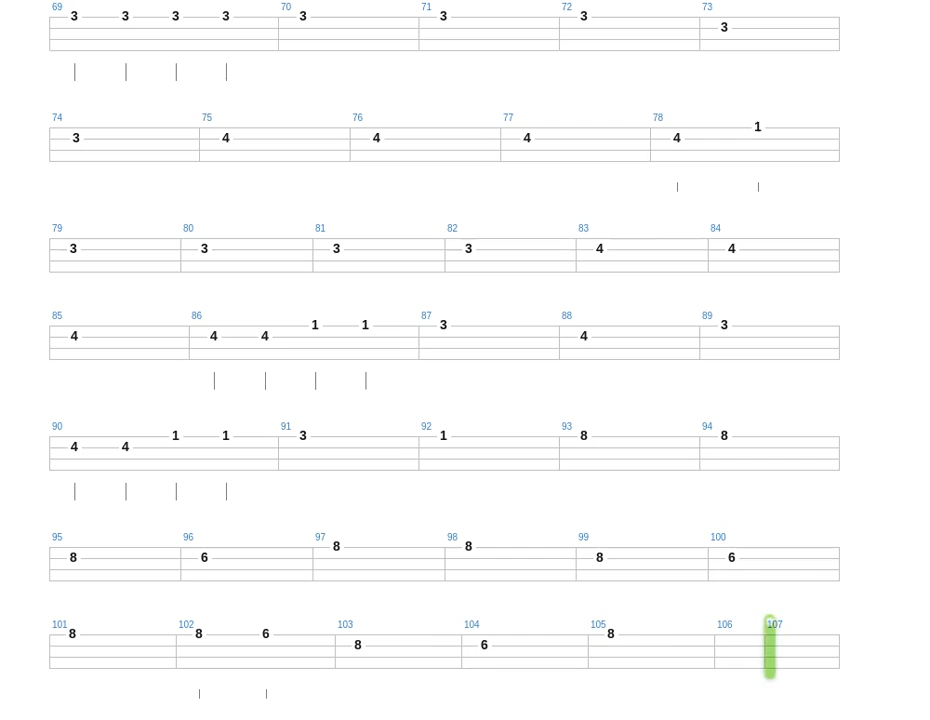 69 70 71 72 73
3 3 3 3 3 3 3 3
74 75 76 77 78
3 4 4 4 4 1
79 80 81 82 83 84
3 3 3 3 4 4
85 86 87 88 89
4 4 4 1 1 3 4 3
90 91 92 93 94
4 4 1 1 3 1 8 8
95 96 97 98 99 100
8 6 8 8 8 6
101 102 103 104 105 106 107
8 8 6 8 6 8